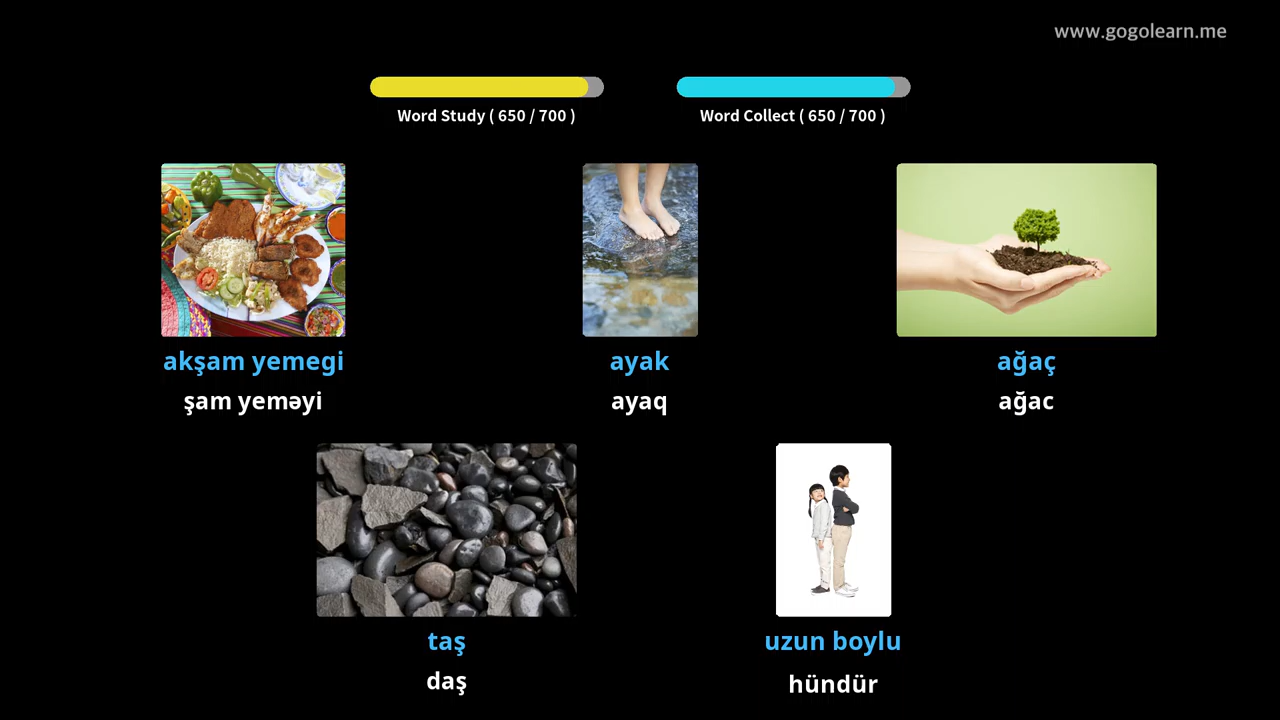 www.gogolearn.me
Word Study ( 650 / 700 )
Word Collect ( 650 / 700 )
akşam yemegi
şam yeməyi
ayak
ayaq
ağaç
ağac
taş
daş
uzun boylu
hündür